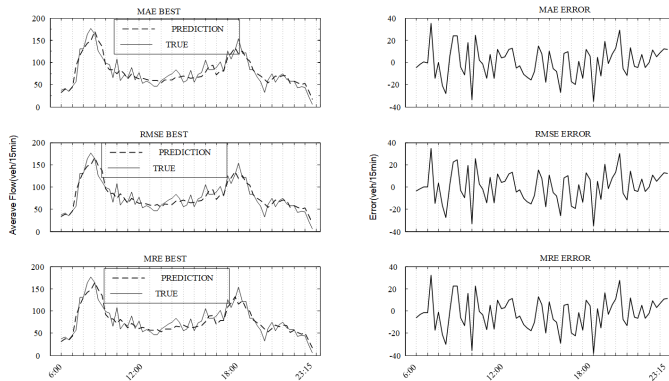 MAE BEST
200
150
100
50
0
PREDICTION
TRUE
RMSE BEST
200
150
100
50
0
PREDICTION
TRUE
Averave Flow(veh/15min)
MRE BEST
200
150
100
50
0
PREDICTION
TRUE
6:00
12:00
18:00
23:15
MAE ERROR
40
20
0
-20
-40
RMSE ERROR
40
20
0
-20
-40
Error(veh/15min)
MRE ERROR
40
20
0
-20
-40
6:00
12:00
18:00
23:15